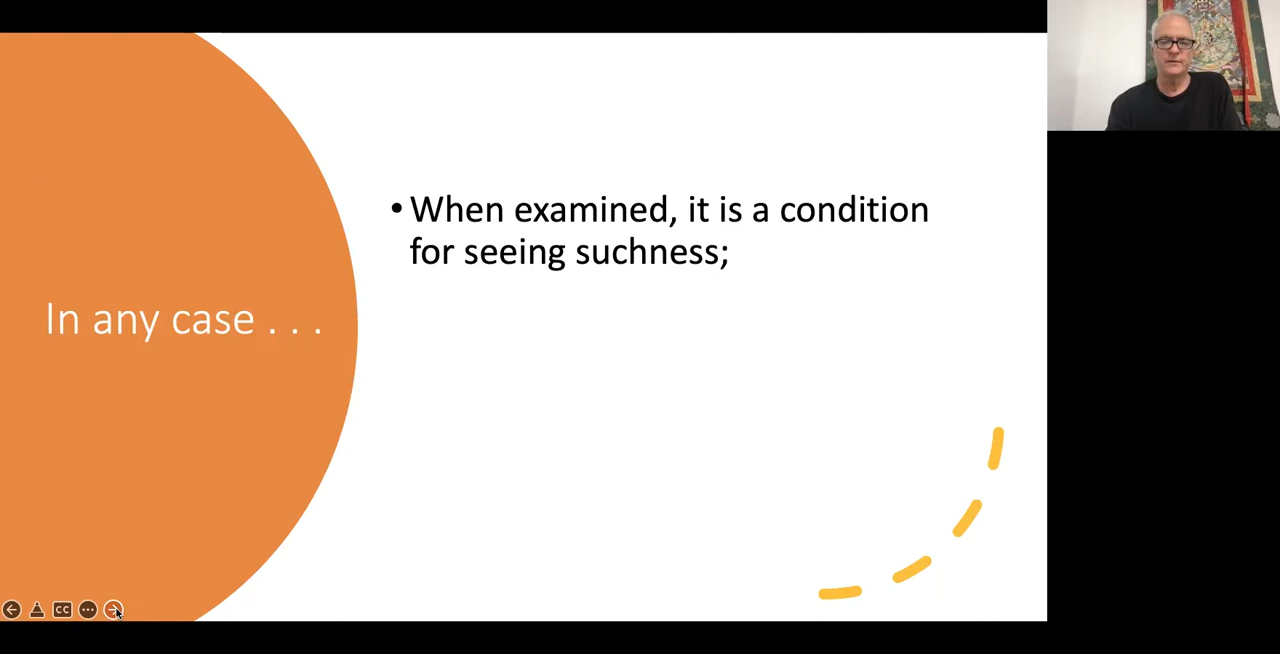 In any case . . .
• When examined, it is a condition
for seeing suchness;
CC